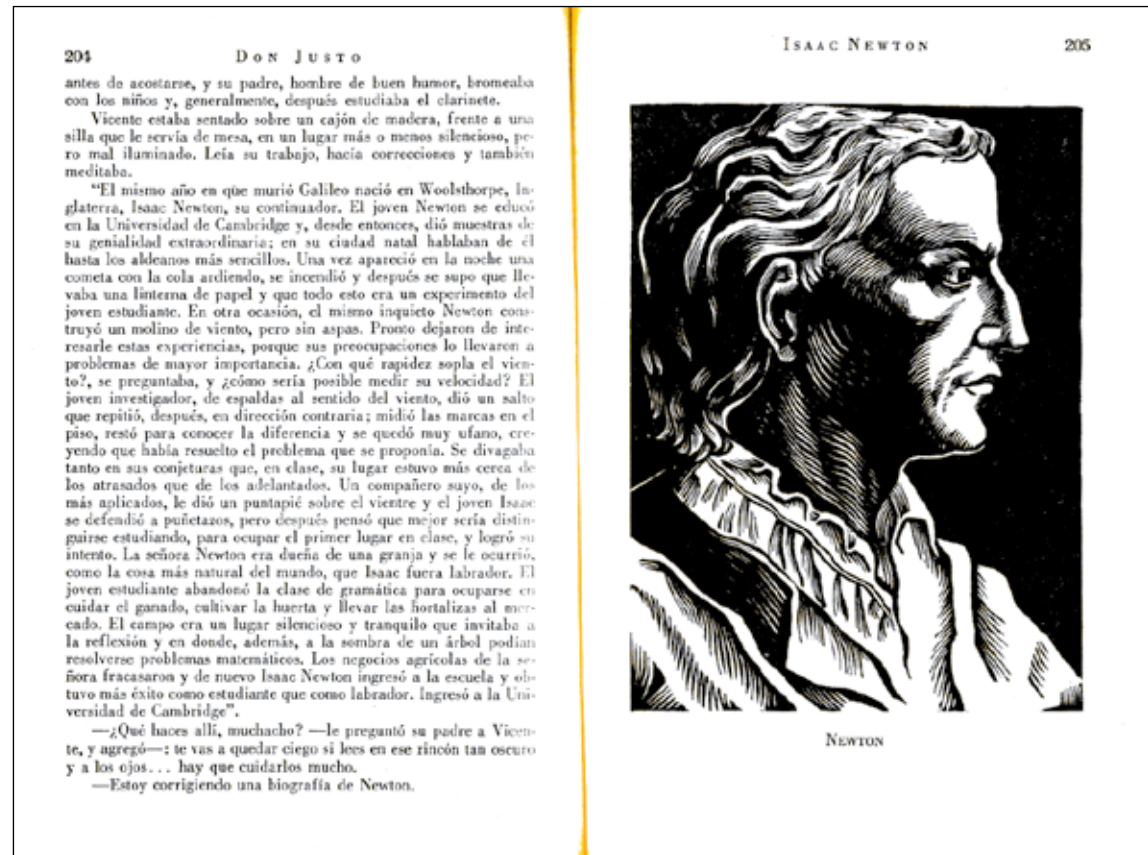 204
DON JUSTO
antes de acostarse, y su padre, hombre de buen humor, bromeaba
con los niños y, generalmente, después estudiaba el clarinete.
Vicente estaba sentado sobre un cajón de madera, frente a una
silla que le servía de mesa, en un lugar más o menos silencioso, pe-
ro mal iluminado. Leía su trabajo, hacía correcciones y también
meditaba.
"El mismo año en que murió Galileo nació en Woolsthorpe, In-
glaterra, Isaac Newton, su continuador. El joven Newton se educó
en la Universidad de Cambridge y, desde entonces, dió muestras de
su genialidad extraordinaria; en su ciudad natal hablaban de él
hasta los aldeanos más sencillos. Una vez apareció en la noche una
cometa con la cola ardiendo, se incendió y después se supo que lle-
vaba una linterna de papel y que todo esto era un experimento del
joven estudiante. En otra ocasión, el mismo inquieto Newton cons-
truyó un molino de viento, pero sin aspas. Pronto dejaron de inte-
resarle estas experiencias, porque sus preocupaciones lo llevaron a
problemas de mayor importancia. ¿Con qué rapidez sopla el vien-
to?, se preguntaba, y ¿cómo sería posible medir su velocidad? El
joven investigador, de espaldas al sentido del viento, dió un salto
que repitió, después, en dirección contraria; midió las marcas en el
piso, restó para conocer la diferencia y se quedó muy ufano, cre-
yendo que había resuelto el problema que se proponía. Se divagaba
tanto en sus conjeturas que, en clase, su lugar estuvo más cerca de
los atrasados que de los adelantados. Un compañero suyo, de los
más aplicados, le dió un puntapié sobre el vientre y el joven Isaac
se defendió a puñetazos, pero después pensó que mejor sería distin-
guirse estudiando, para ocupar el primer lugar en clase, y logró su
intento. La señora Newton era dueña de una granja y se le ocurrió,
como la cosa más natural del mundo, que Isaac fuera labrador. El
joven estudiante abandonó la clase de gramática para ocuparse en
cuidar el ganado, cultivar la huerta y llevar las hortalizas al mer-
cado. El campo era un lugar silencioso y tranquilo que invitaba a
la reflexión y en donde, además, a la sombra de un árbol podían
resolverse problemas matemáticos. Los negocios agrícolas de la se-
ñora fracasaron y de nuevo Isaac Newton ingresó a la escuela y ob-
tuvo más éxito como estudiante que como labrador. Ingresó a la Uni-
versidad de Cambridge".
—¿Qué haces allí, muchacho? —le preguntó su padre a Vicen-
te, y agregó—: te vas a quedar ciego si lees en ese rincón tan oscuro
y a los ojos... hay que cuidarlos mucho.
—Estoy corrigiendo una biografía de Newton.
ISAAC NEWTON
205
NEWTON